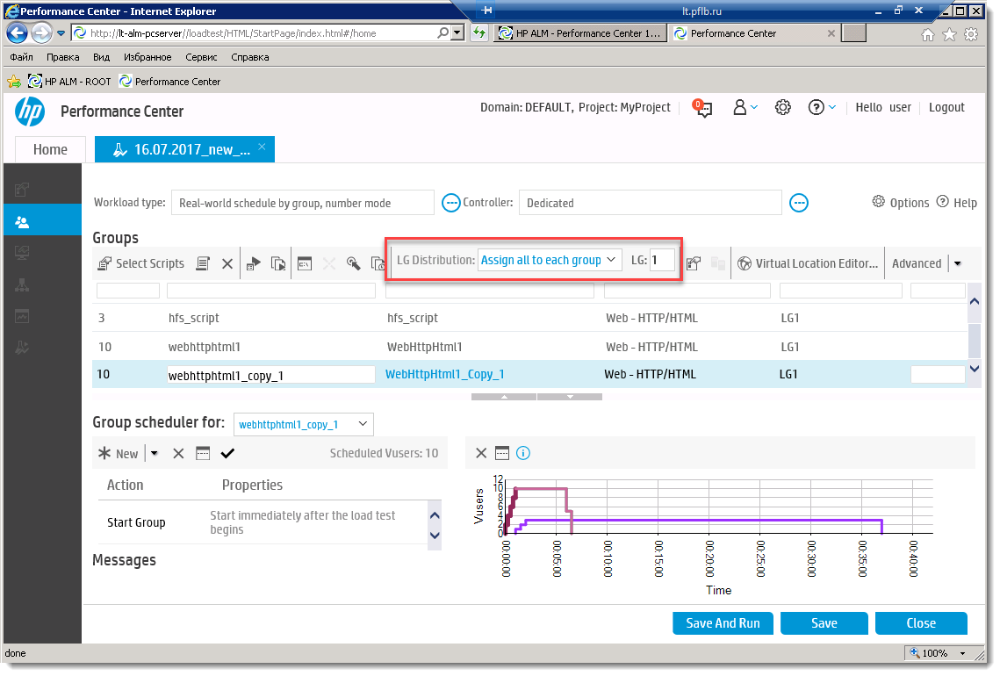 Performance Center - Internet Explorer
lt.pflb.ru
http://lt-alm-pcserver//loadtest/HTML/StartPage/index.html#/home
HP ALM - Performance Center 1...
Performance Center
Файл Правка Вид Избранное Сервис Справка
HP ALM - ROOT Performance Center
hp Performance Center
Domain: DEFAULT, Project: MyProject
0
Hello user
Logout
Home
16.07.2017_new_...
Workload type: Real-world schedule by group, number mode
Controller: Dedicated
Options
Help
Groups
Select Scripts
LG Distribution: Assign all to each group
LG: 1
Virtual Location Editor...
Advanced
3 hfs_script hfs_script Web - HTTP/HTML LG1
10 webhttphtml1 WebHttpHtml1 Web - HTTP/HTML LG1
10 webhttphtml1_copy_1 WebHttpHtml1_Copy_1 Web - HTTP/HTML LG1
Group scheduler for: webhttphtml1_copy_1
New
Scheduled Vusers: 10
Action Properties
Start Group
Start immediately after the load test
begins
Messages
Vusers
12
10
8
6
4
2
0
00:00:00
00:05:00
00:10:00
00:15:00
00:20:00
00:25:00
00:30:00
00:35:00
00:40:00
Time
Save And Run
Save
Close
done
100%